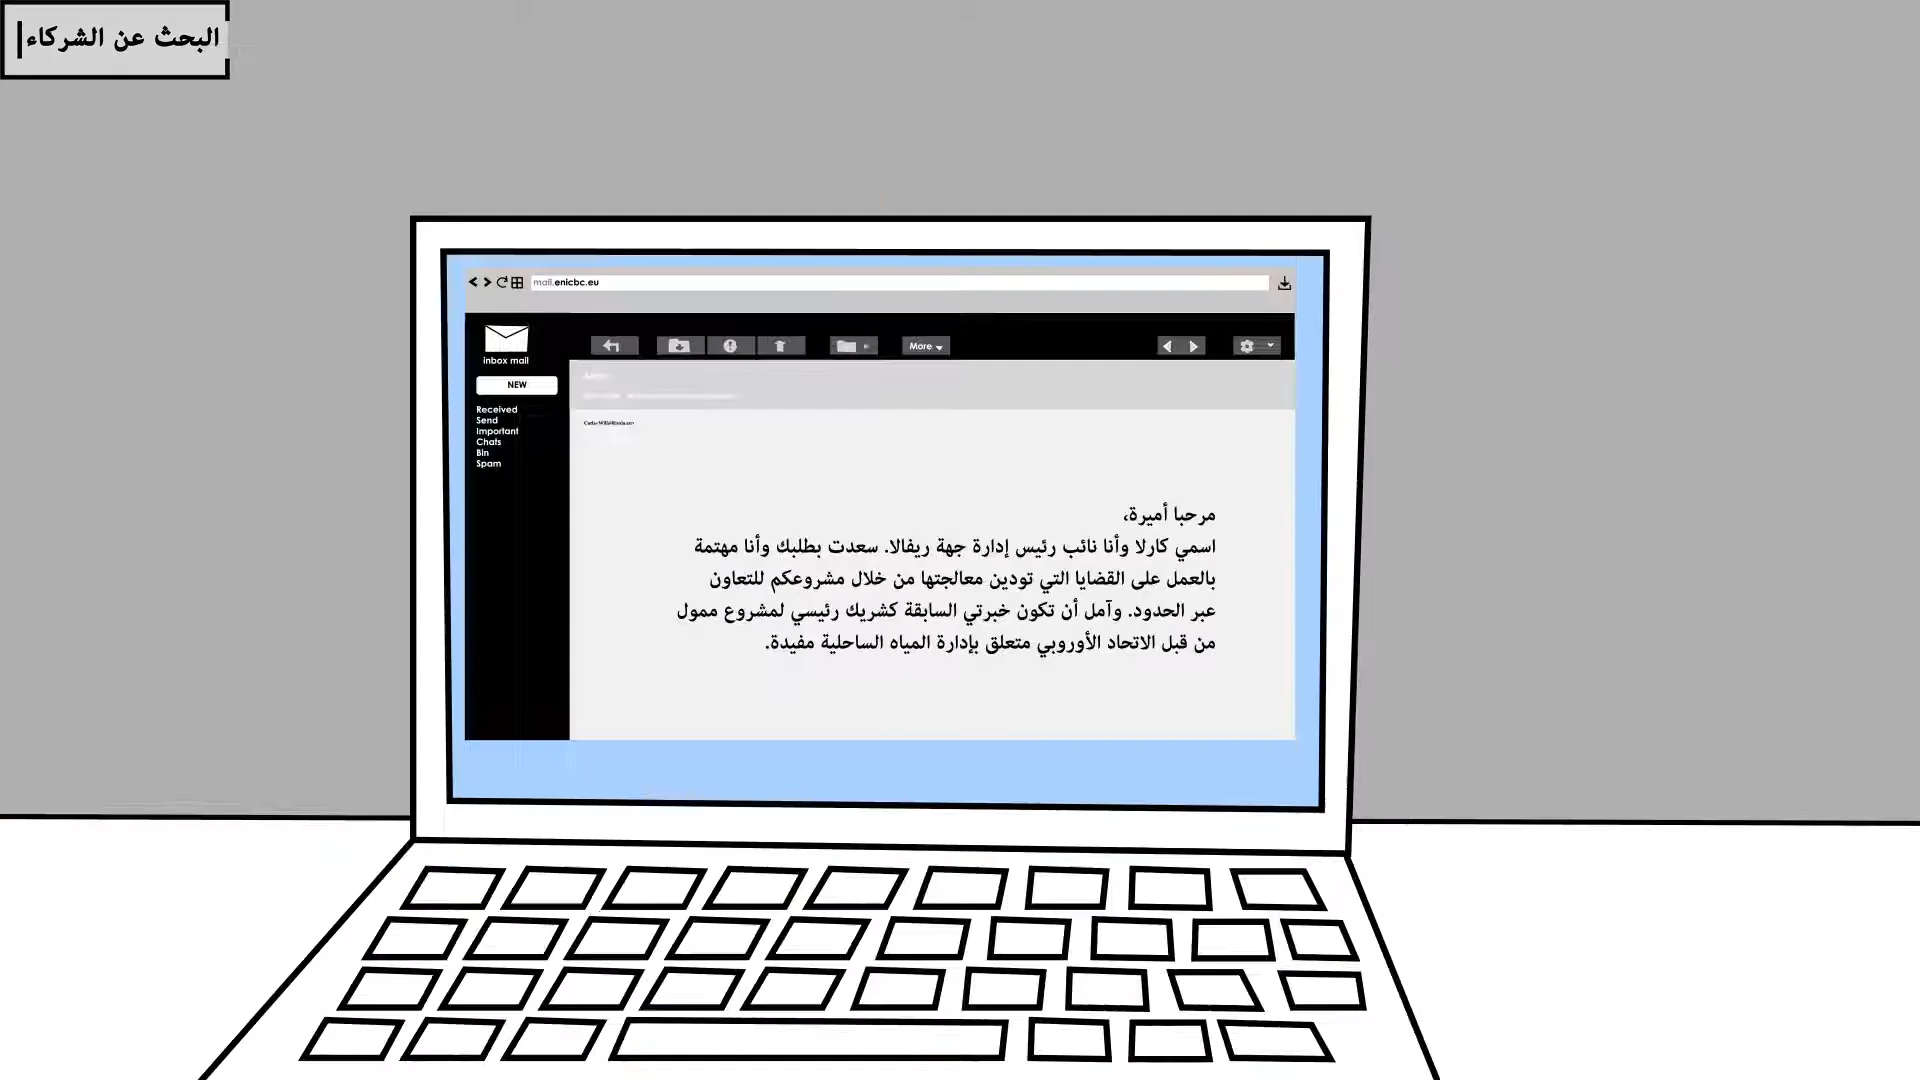 البحث عن الشركاء
mail.enicbc.eu
inbox mail
More
NEW
Received
Send
Important
Chats
Bin
Spam
مرحبا أميرة،
اسمي كارلا وأنا نائب رئيس إدارة جهة ريفالا. سعدت بطلبك وأنا مهتمة
بالعمل على القضايا التي تودين معالجتها من خلال مشروعكم للتعاون
عبر الحدود. وآمل أن تكون خبرتي السابقة كشريك رئيسي لمشروع ممول
من قبل الاتحاد الأوروبي متعلق بإدارة المياه الساحلية مفيدة.